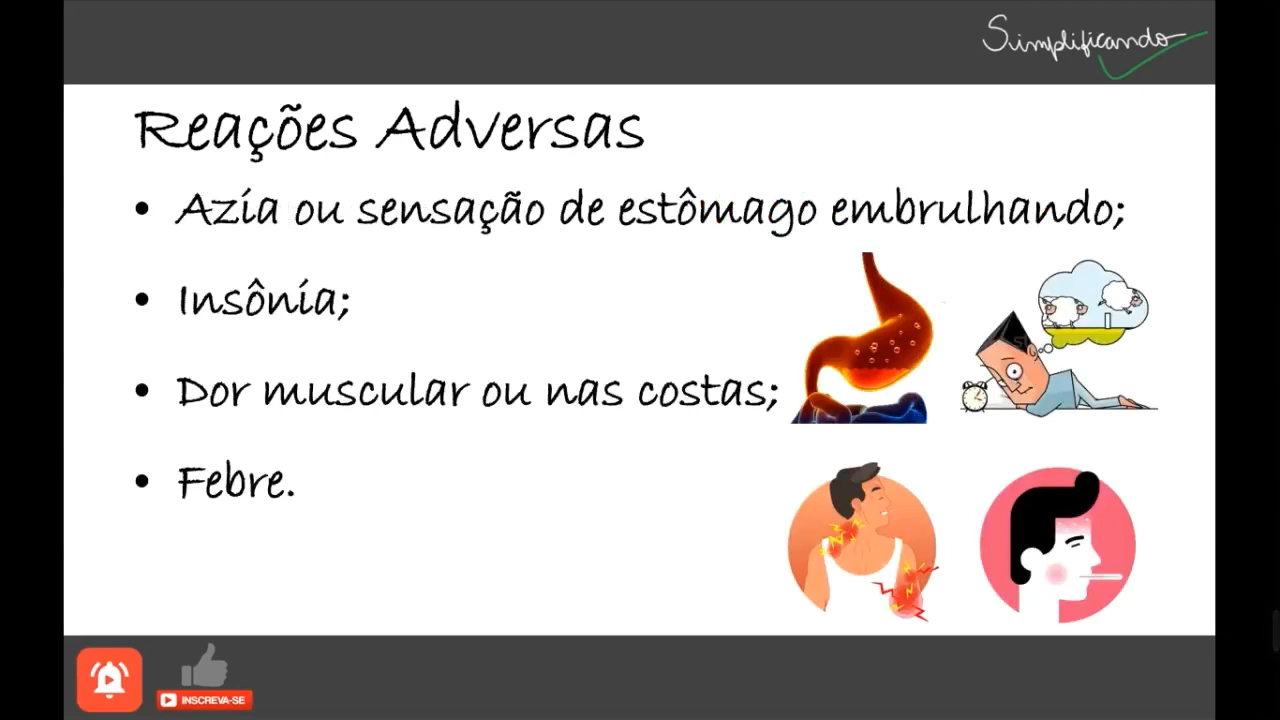 Simplificando
Reações Adversas
• Azia ou sensação de estômago embrulhando;
• Insônia;
• Dor muscular ou nas costas;
• Febre.
INSCREVA-SE